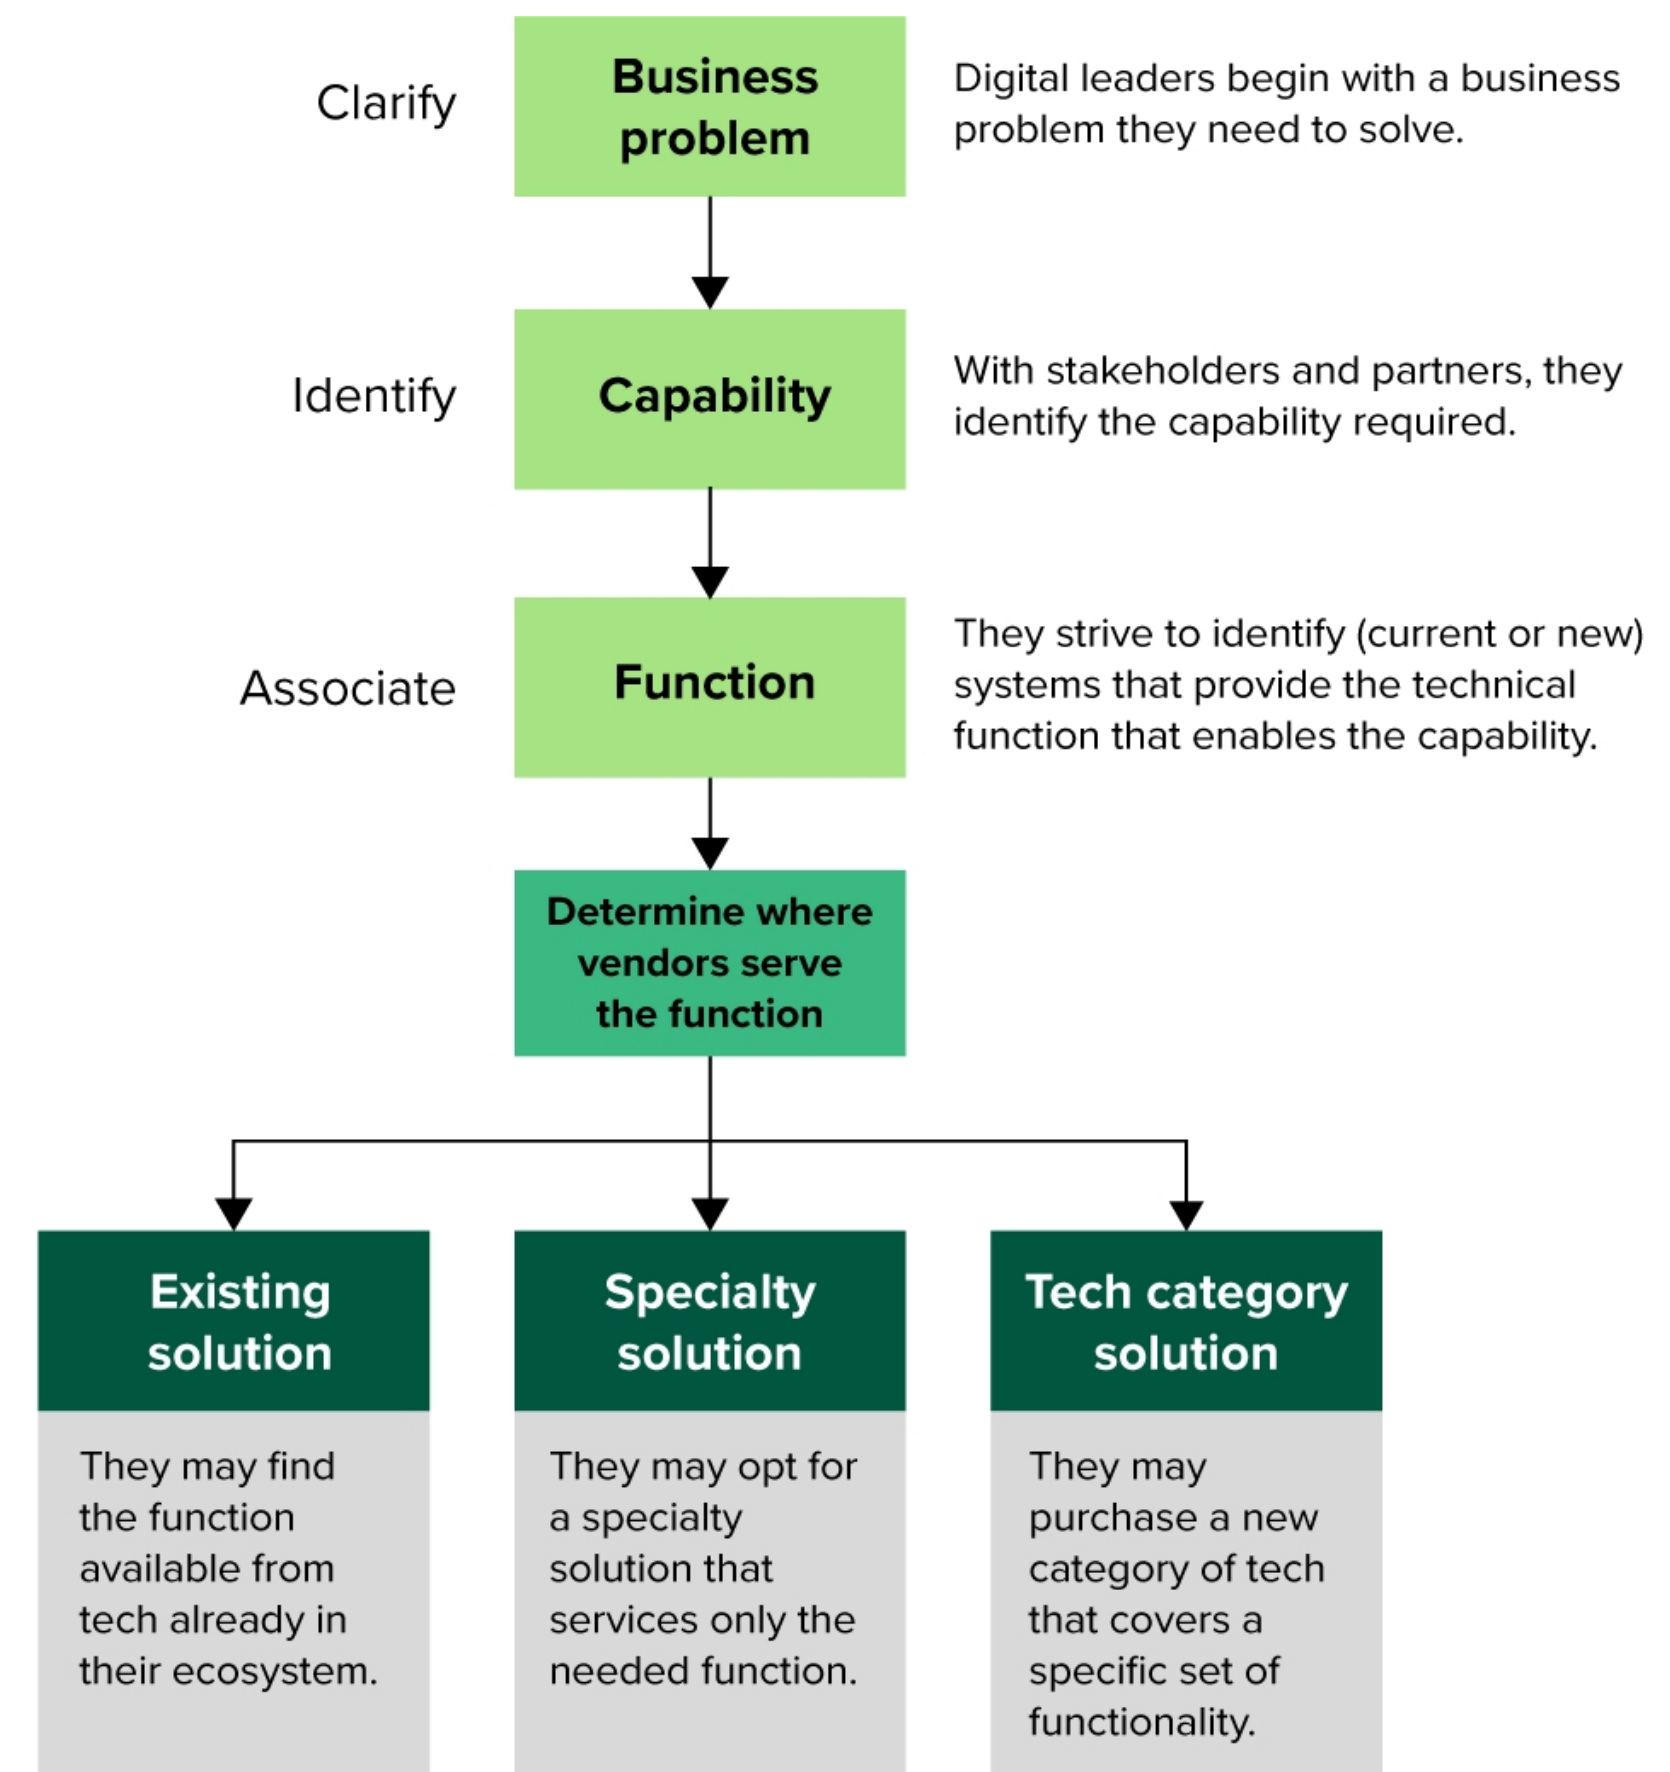 Clarify
Business
problem
Digital leaders begin with a business
problem they need to solve.
Identify
Capability
With stakeholders and partners, they
identify the capability required.
Associate
Function
They strive to identify (current or new)
systems that provide the technical
function that enables the capability.
Determine where
vendors serve
the function
Existing
solution
They may find
the function
available from
tech already in
their ecosystem.
Specialty
solution
They may opt for
a specialty
solution that
services only the
needed function.
Tech category
solution
They may
purchase a new
category of tech
that covers a
specific set of
functionality.